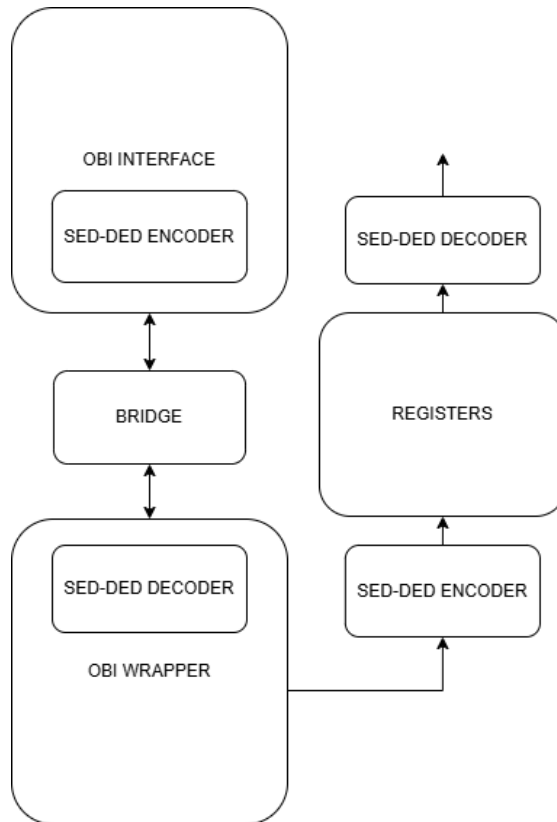 OBI INTERFACE
SED-DED ENCODER
BRIDGE
SED-DED DECODER
OBI WRAPPER
SED-DED DECODER
REGISTERS
SED-DED ENCODER